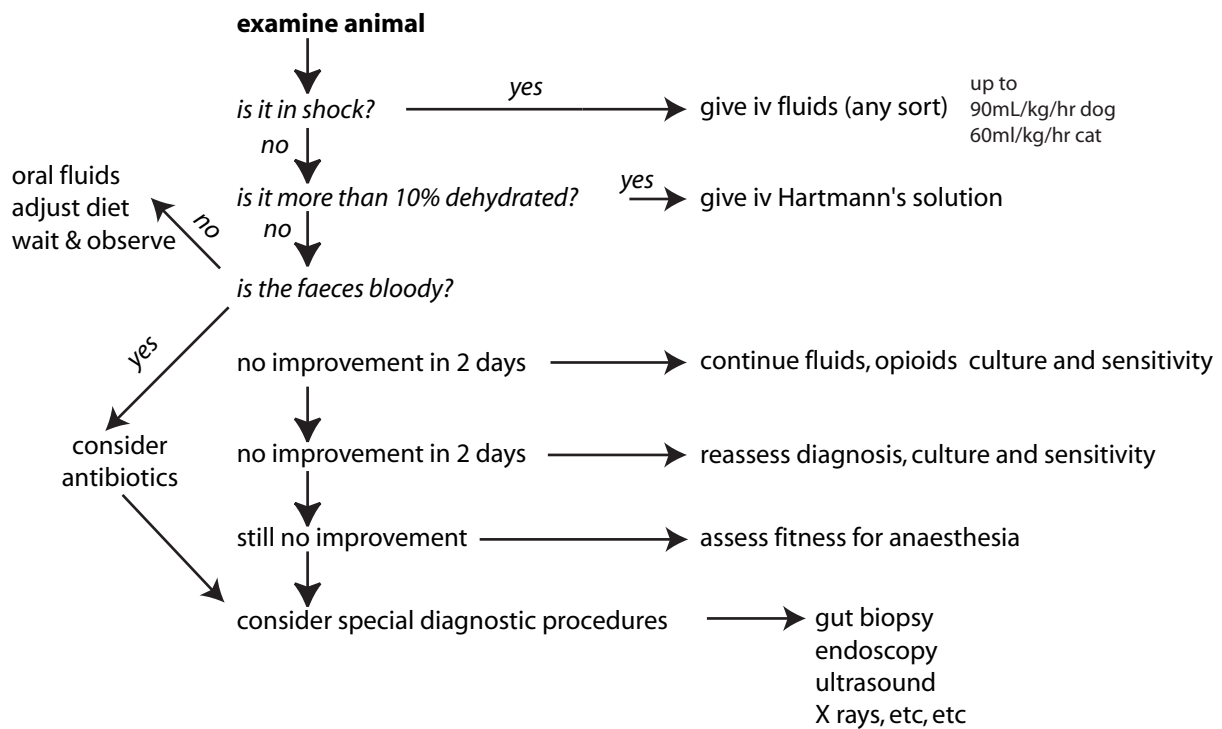 examine animal
is it in shock?
yes
give iv fluids (any sort)
up to
90mL/kg/hr dog
60ml/kg/hr cat
no
is it more than 10% dehydrated?
yes
give iv Hartmann's solution
no
is the faeces bloody?
no
oral fluids
adjust diet
wait & observe
yes
consider
antibiotics
no improvement in 2 days
continue fluids, opioids culture and sensitivity
no improvement in 2 days
reassess diagnosis, culture and sensitivity
still no improvement
assess fitness for anaesthesia
consider special diagnostic procedures
gut biopsy
endoscopy
ultrasound
X rays, etc, etc